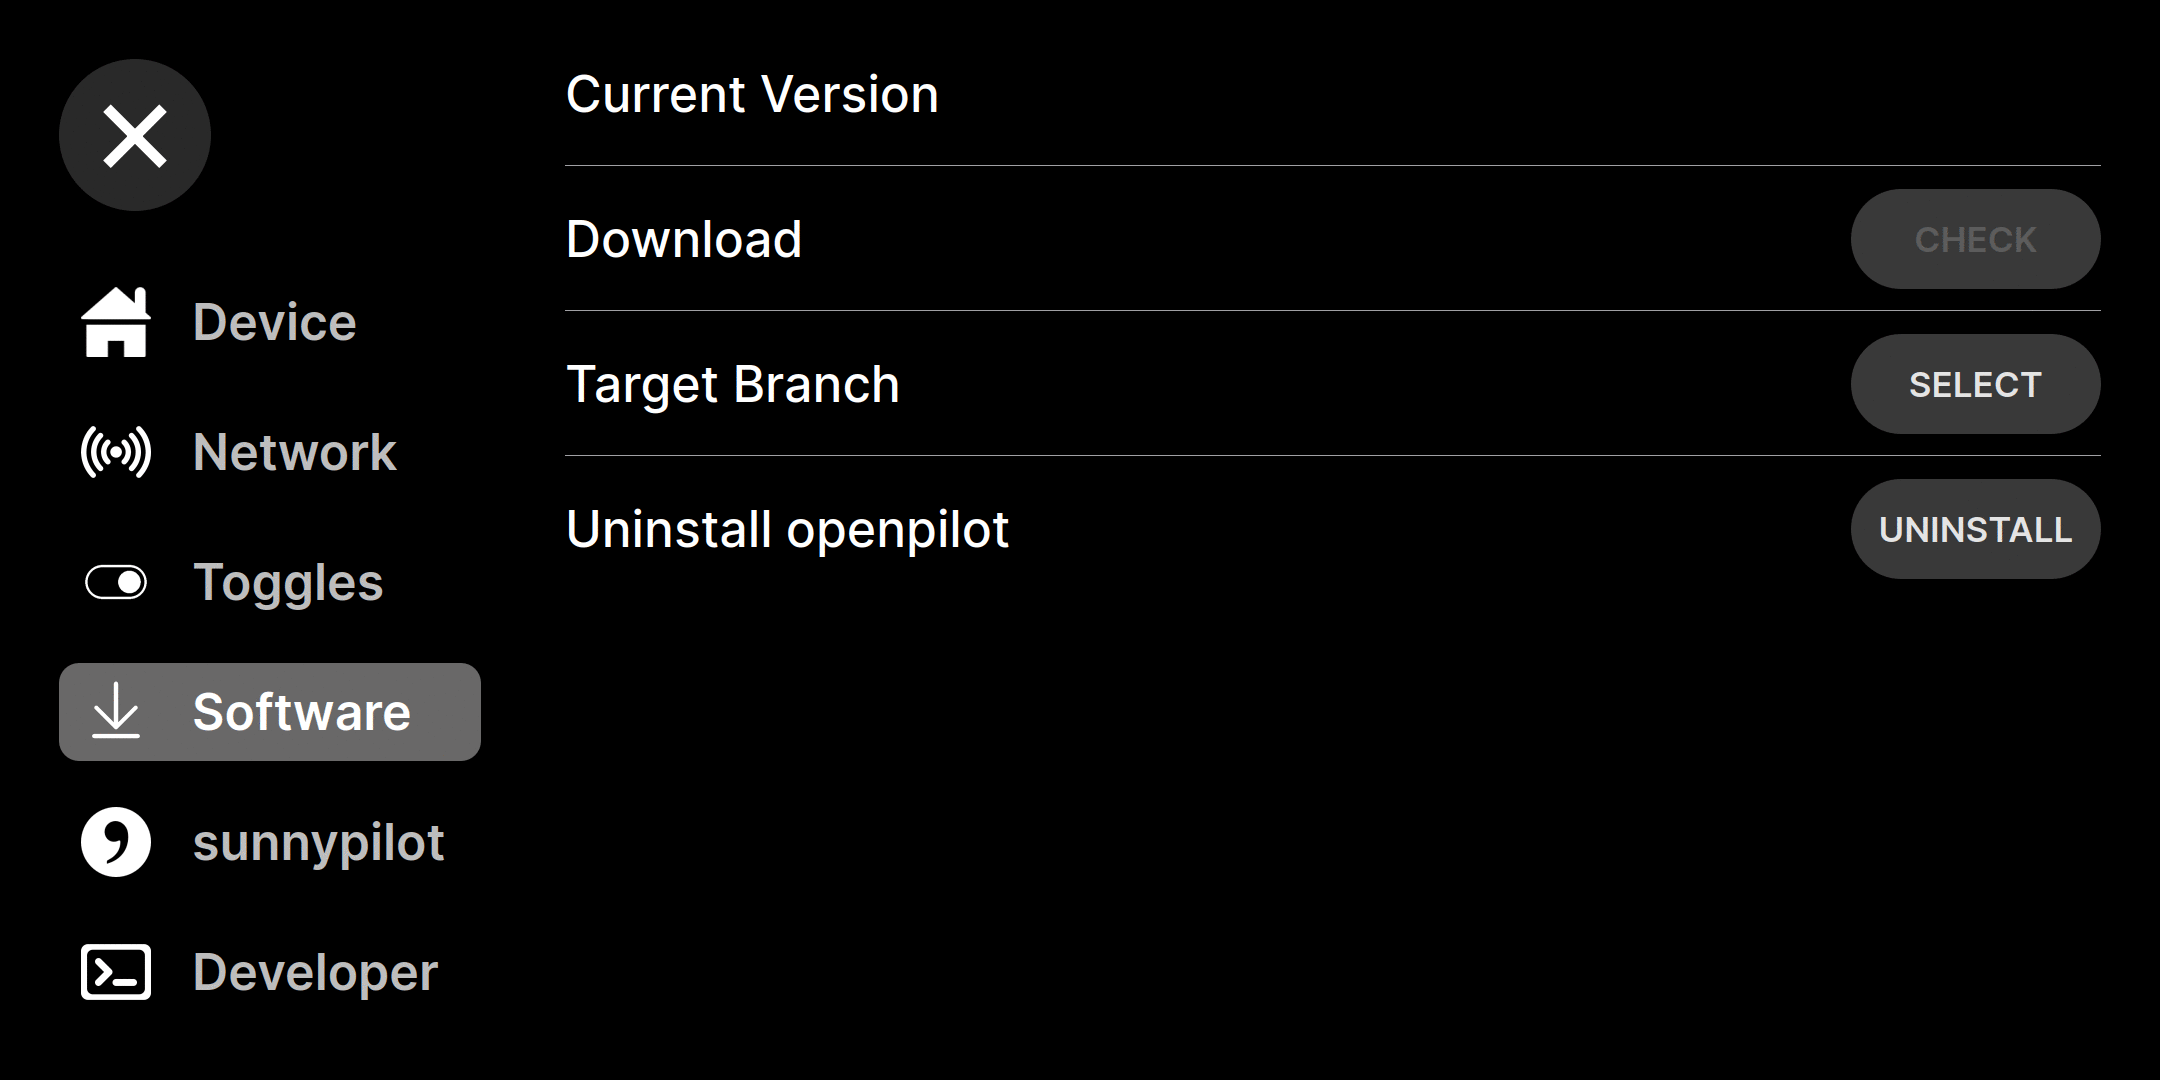 Current Version
Download
CHECK
Target Branch
SELECT
Uninstall openpilot
UNINSTALL
Device
Network
Toggles
Software
sunnypilot
Developer